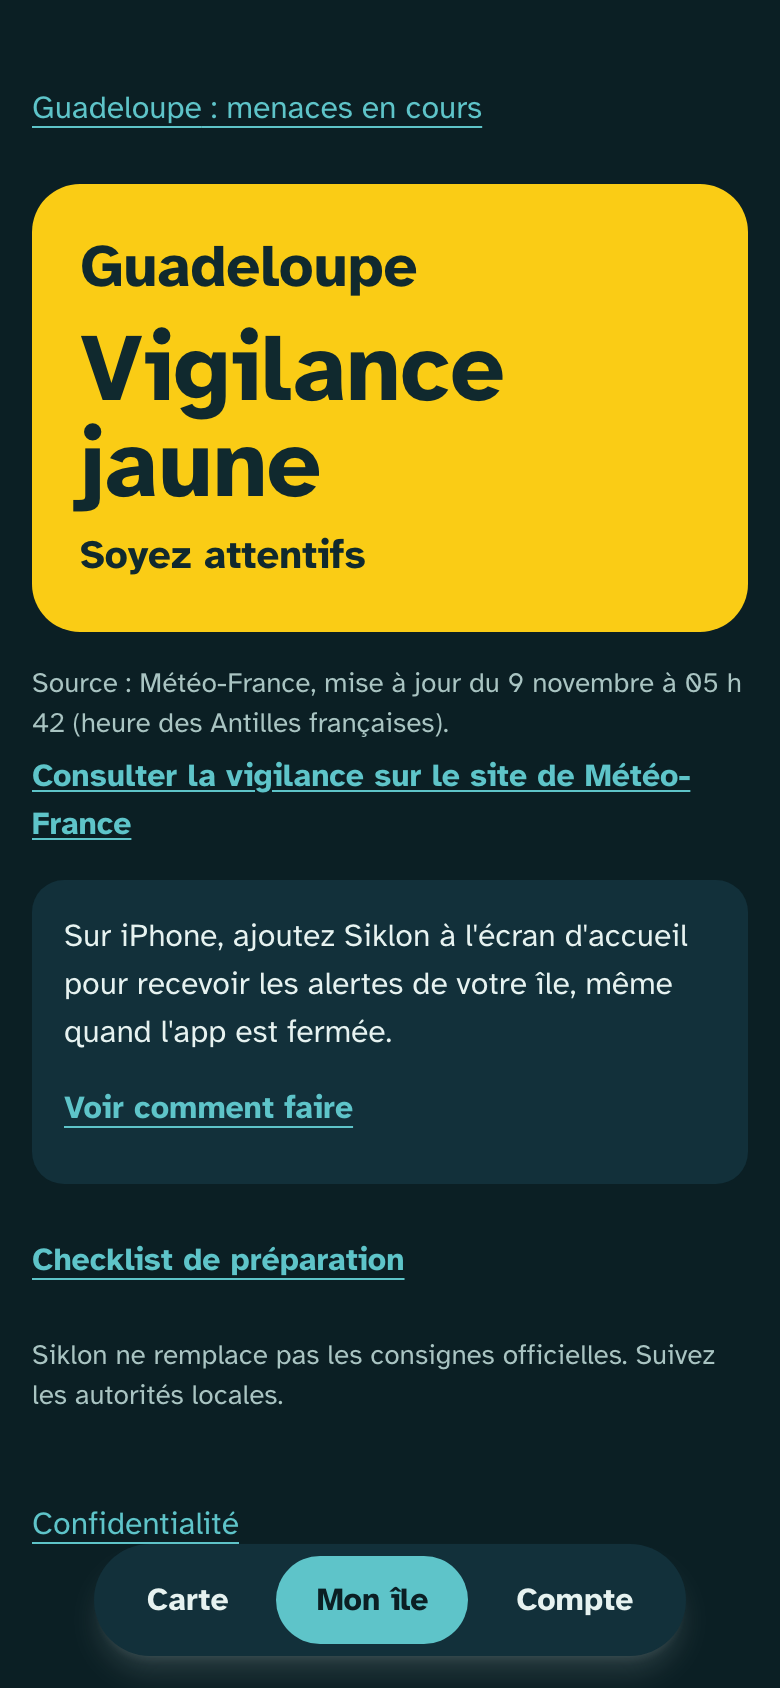 Guadeloupe : menaces en cours
Guadeloupe
Vigilance
jaune
Soyez attentifs
Source : Météo-France, mise à jour du 9 novembre à 05 h
42 (heure des Antilles françaises).
Consulter la vigilance sur le site de Météo-
France
Sur iPhone, ajoutez Siklon à l'écran d'accueil
pour recevoir les alertes de votre île, même
quand l'app est fermée.
Voir comment faire
Checklist de préparation
Siklon ne remplace pas les consignes officielles. Suivez
les autorités locales.
Confidentialité
Carte Mon île Compte